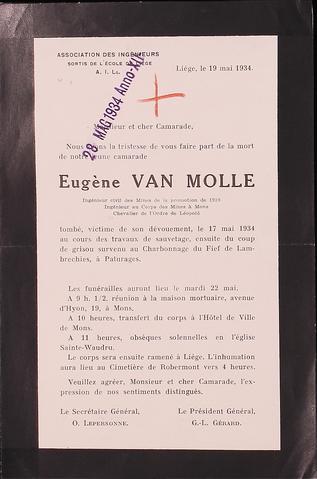 ASSOCIATION DES INGÉNIEURS
SORTIS DE L'ÉCOLE DE LIÉGE
A. I. Lg.
Liége, le 19 mai 1934.
28 MAG 1934 Anno XII
Monsieur et cher Camarade,
Nous avons la tristesse de vous faire part de la mort
de notre jeune camarade
Eugène VAN MOLLE
Ingénieur civil des Mines de la promotion de
Ingénieur au Corps des Mines à Mons
Chevalier de l'Ordre de Léopold
tombé, victime de son dévouement, le 17 mai 1934
au cours des travaux de sauvetage, ensuite du coup
de grisou survenu au Charbonnage du Fief de Lam-
brechies, à Paturages.
Les funérailles auront lieu le mardi 22 mai.
A 9 h. 1/2, réunion à la maison mortuaire, avenue
d'Hyon, 19, à Mons.
A 10 heures, transfert du corps à l'Hôtel de Ville
de Mons.
A 11 heures, obsèques solennelles en l'église
Sainte-Waudru.
Le corps sera ensuite ramené à Liége. L'inhumation
aura lieu au Cimetière de Robermont vers 4 heures.
Veuillez agréer, Monsieur et cher Camarade, l'ex-
pression de nos sentiments distingués.
Le Secrétaire Général,
O. LEPERSONNE.
Le Président Général,
G.-L. GÉRARD.